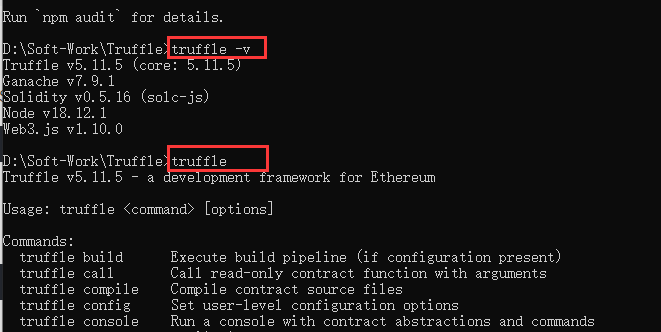 Run `npm audit` for details.
D:\Soft-Work\Truffle>truffle -v
Truffle v5.11.5 (core: 5.11.5)
Ganache v7.9.1
Solidity v0.5.16 (solc-js)
Node v18.12.1
Web3.js v1.10.0
D:\Soft-Work\Truffle>truffle
Truffle v5.11.5 - a development framework for Ethereum
Usage: truffle <command> [options]
Commands:
truffle build Execute build pipeline (if configuration present)
truffle call Call read-only contract function with arguments
truffle compile Compile contract source files
truffle config Set user-level configuration options
truffle console Run a console with contract abstractions and commands